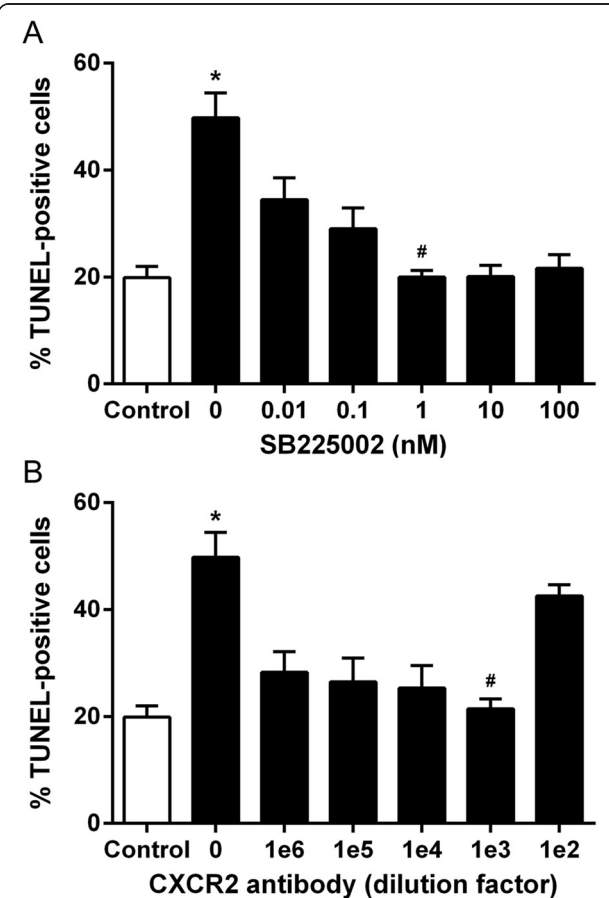 A
% TUNEL-positive cells
60
40
20
0
*
#
Control 0 0.01 0.1 1 10 100
SB225002 (nM)
B
% TUNEL-positive cells
60
40
20
0
*
#
Control 0 1e6 1e5 1e4 1e3 1e2
CXCR2 antibody (dilution factor)